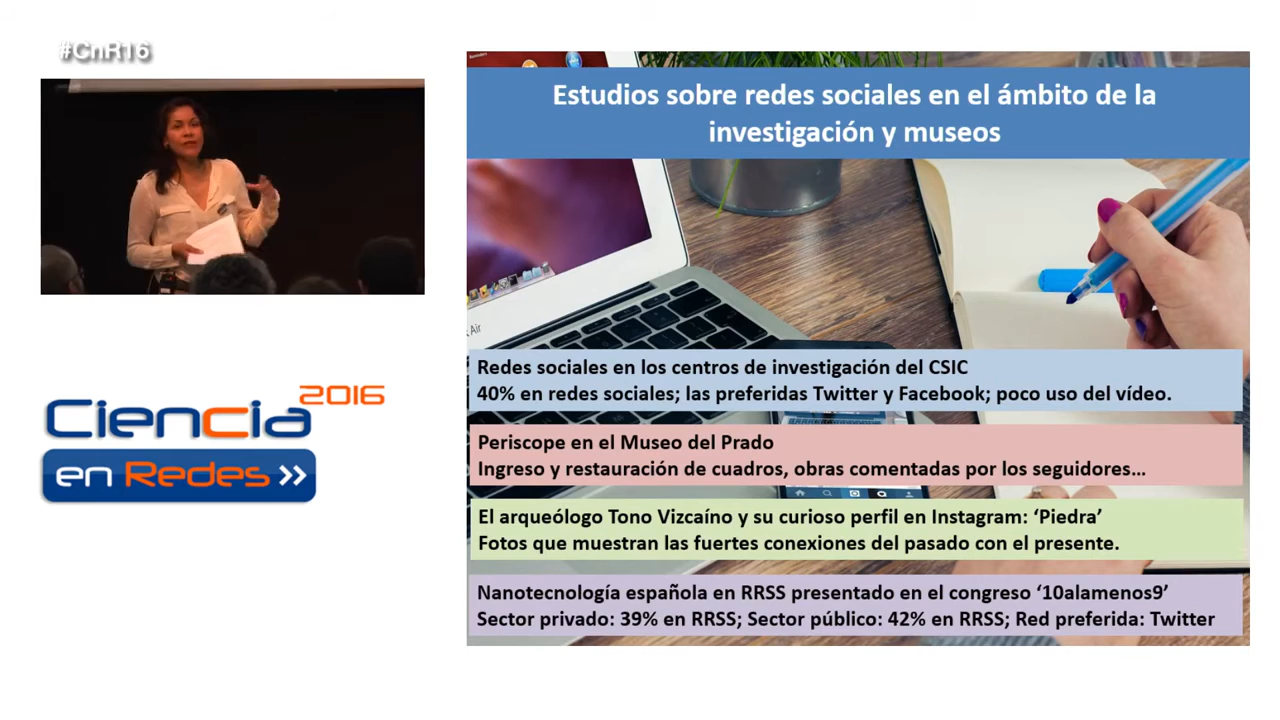 #CnR16
Estudios sobre redes sociales en el ámbito de la
investigación y museos
Air
Redes sociales en los centros de investigación del CSIC
40% en redes sociales; las preferidas Twitter y Facebook; poco uso del vídeo.
Periscope en el Museo del Prado
Ingreso y restauración de cuadros, obras comentadas por los seguidores...
El arqueólogo Tono Vizcaíno y su curioso perfil en Instagram: ‘Piedra’
Fotos que muestran las fuertes conexiones del pasado con el presente.
Nanotecnología española en RRSS presentado en el congreso ‘10alamenos9’
Sector privado: 39% en RRSS; Sector público: 42% en RRSS; Red preferida: Twitter
Ciencia 2016
en Redes >>